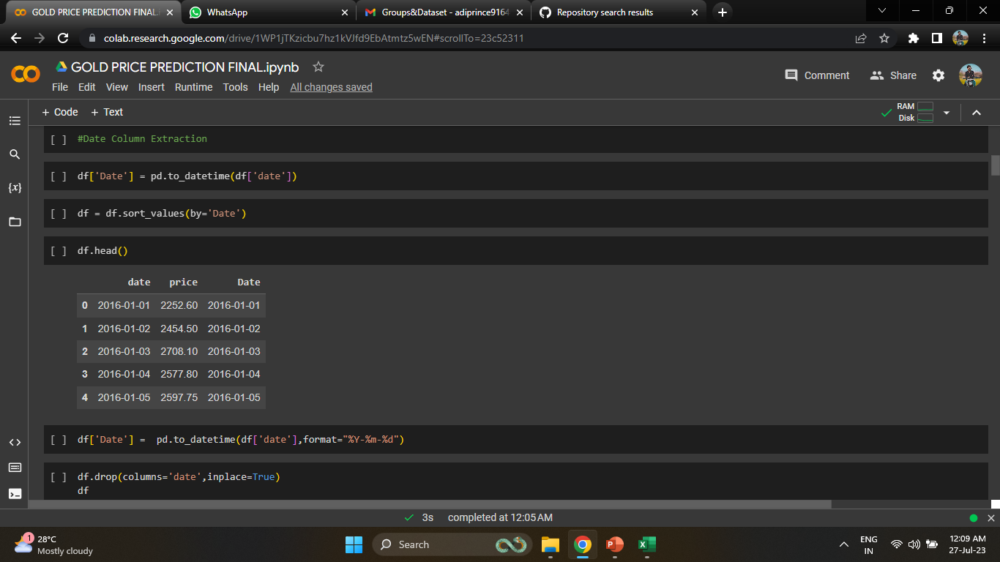 GOLD PRICE PREDICTION FINAL.i
WhatsApp
Groups&Dataset - adiprince9164
Repository search results
colab.research.google.com/drive/1WP1jTKzicbu7hz1kVJfd9EbAtmtz5wEN#scrollTo=23c52311
GOLD PRICE PREDICTION FINAL.ipynb
Comment
Share
File Edit View Insert Runtime Tools Help All changes saved
+ Code + Text
RAM
Disk
[ ] #Date Column Extraction
{x}
[ ] df['Date'] = pd.to_datetime(df['date'])
[ ] df = df.sort_values(by='Date')
[ ] df.head()
date price Date
0 2016-01-01 2252.60 2016-01-01
1 2016-01-02 2454.50 2016-01-02
2 2016-01-03 2708.10 2016-01-03
3 2016-01-04 2577.80 2016-01-04
4 2016-01-05 2597.75 2016-01-05
[ ] df['Date'] =  pd.to_datetime(df['date'],format="%Y-%m-%d")
[ ] df.drop(columns='date',inplace=True)
df
3s completed at 12:05 AM
1
28°C
Mostly cloudy
Search
ENG
IN
12:09 AM
27-Jul-23